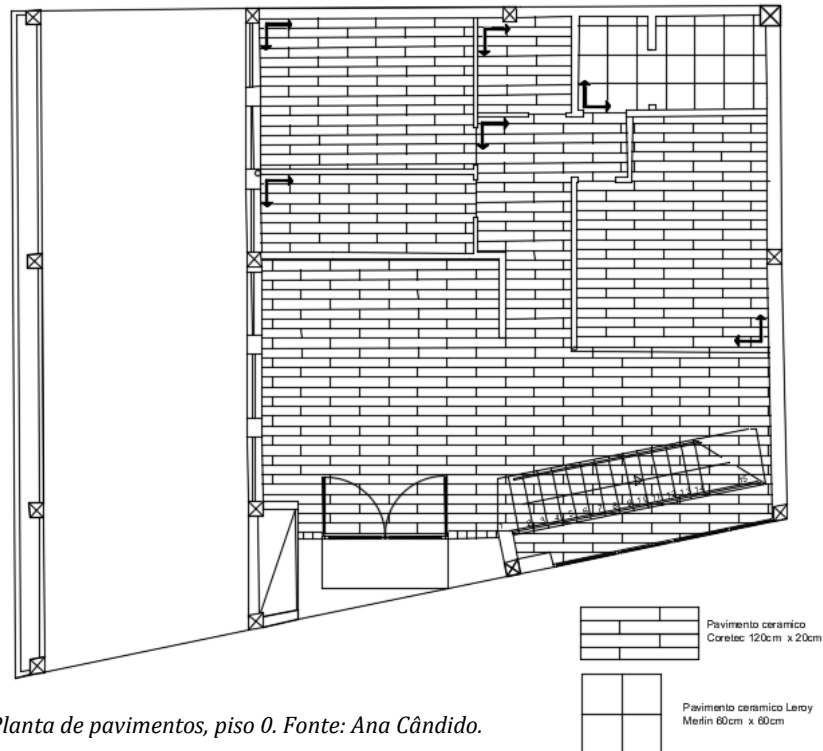 Pavimento ceramico
Coretec 120cm x 20cm
Pavimento ceramico Leroy
Merlin 60cm x 60cm
Planta de pavimentos, piso 0. Fonte: Ana Cândido.